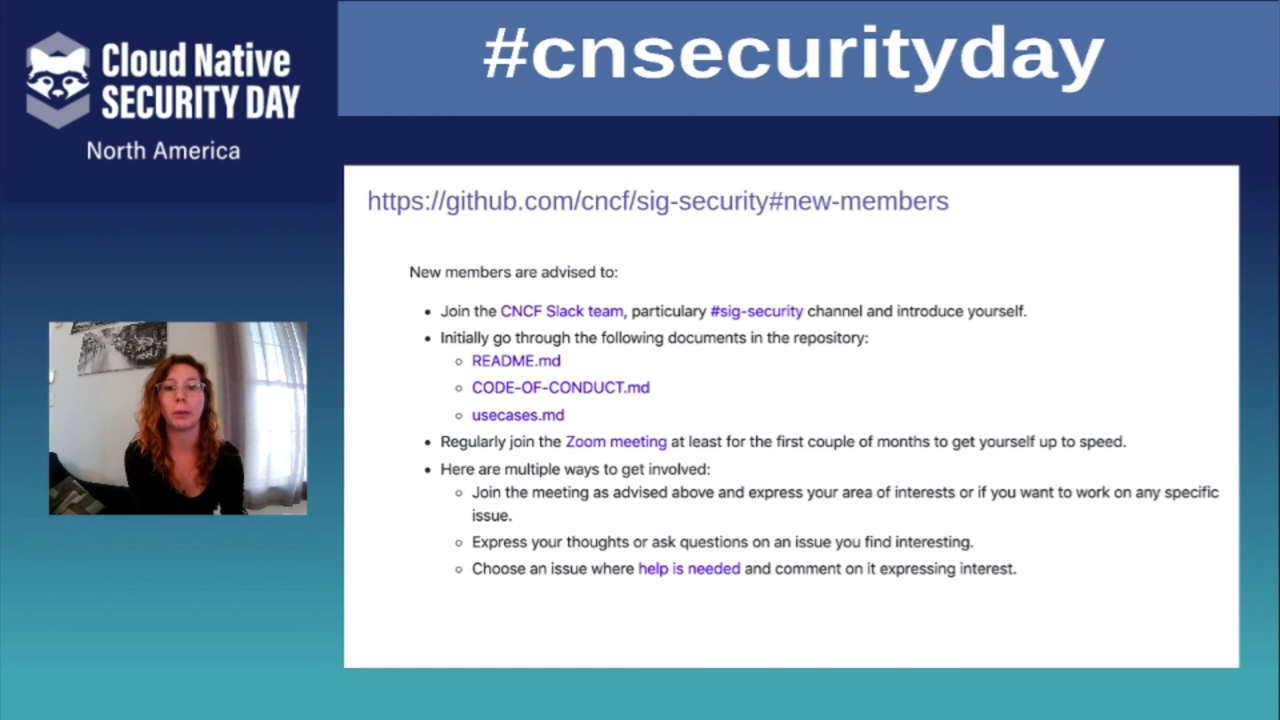 Cloud Native
SECURITY DAY
North America
#cnsecurityday
https://github.com/cncf/sig-security#new-members
New members are advised to:
• Join the CNCF Slack team, particulary #sig-security channel and introduce yourself.
• Initially go through the following documents in the repository:
○ README.md
○ CODE-OF-CONDUCT.md
○ usecases.md
• Regularly join the Zoom meeting at least for the first couple of months to get yourself up to speed.
• Here are multiple ways to get involved:
○ Join the meeting as advised above and express your area of interests or if you want to work on any specific
issue.
○ Express your thoughts or ask questions on an issue you find interesting.
○ Choose an issue where help is needed and comment on it expressing interest.